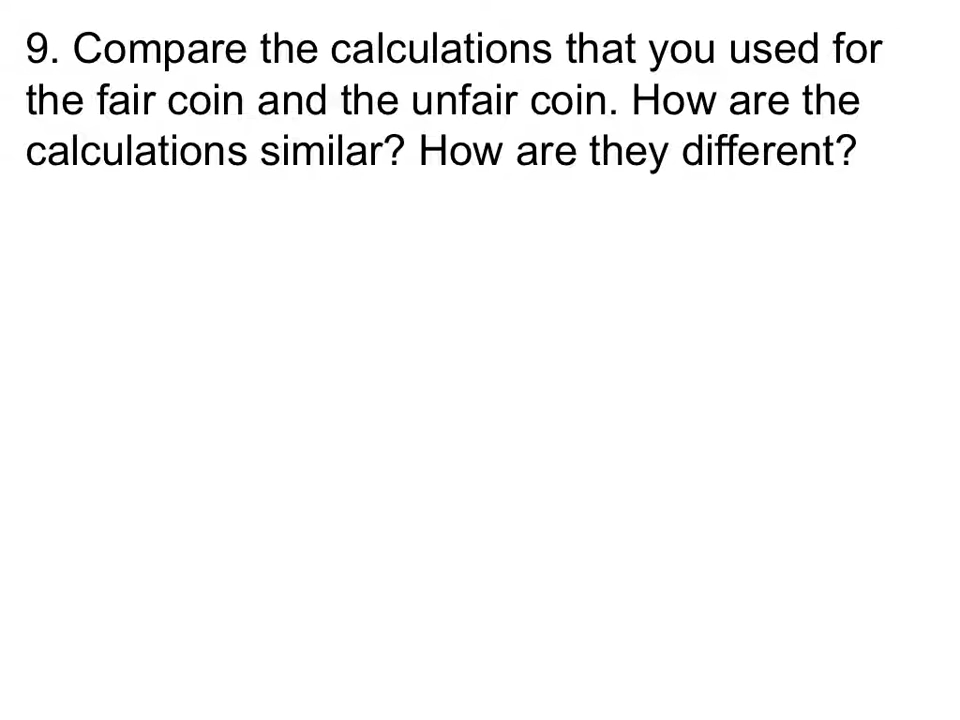 9. Compare the calculations that you used for
the fair coin and the unfair coin. How are the
calculations similar? How are they different?